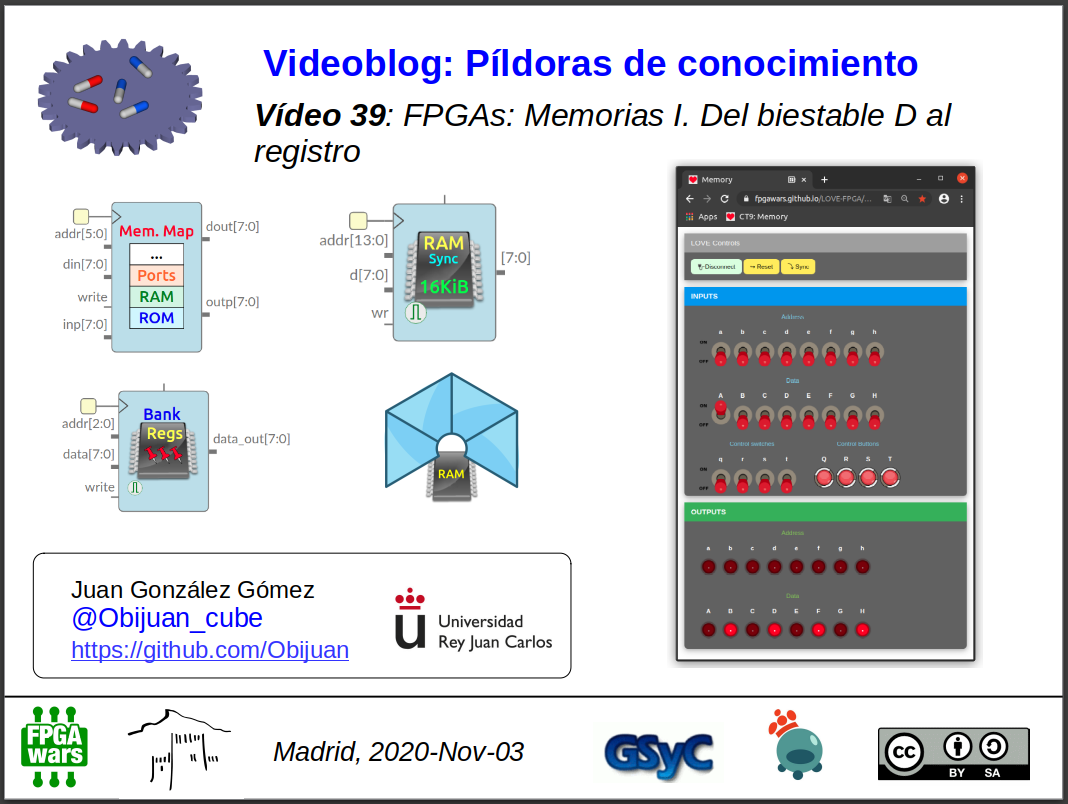 Videoblog: Píldoras de conocimiento
Vídeo 39: FPGAs: Memorias I. Del biestable D al
registro
addr[5:0]
din[7:0]
write
inp[7:0]
Mem. Map
...
Ports
RAM
ROM
dout[7:0]
outp[7:0]
addr[13:0]
d[7:0]
wr
RAM
Sync
16KiB
[7:0]
addr[2:0]
data[7:0]
write
Bank
Regs
data_out[7:0]
RAM
Memory
fpgawars.github.io/LOVE-FPGA/...
Apps
CT9: Memory
LOVE Controls
Disconnect
Reset
Sync
INPUTS
Address
a b c d e f g h
ON
OFF
Data
A B C D E F G H
ON
OFF
Control switches
Control Buttons
q r s t
Q R S T
ON
OFF
OUTPUTS
Address
a b c d e f g h
Data
A B C D E F G H
Juan González Gómez
@Obijuan_cube
https://github.com/Obijuan
u
Universidad
Rey Juan Carlos
FPGA
wars
Madrid, 2020-Nov-03
GSyC
cc
BY SA